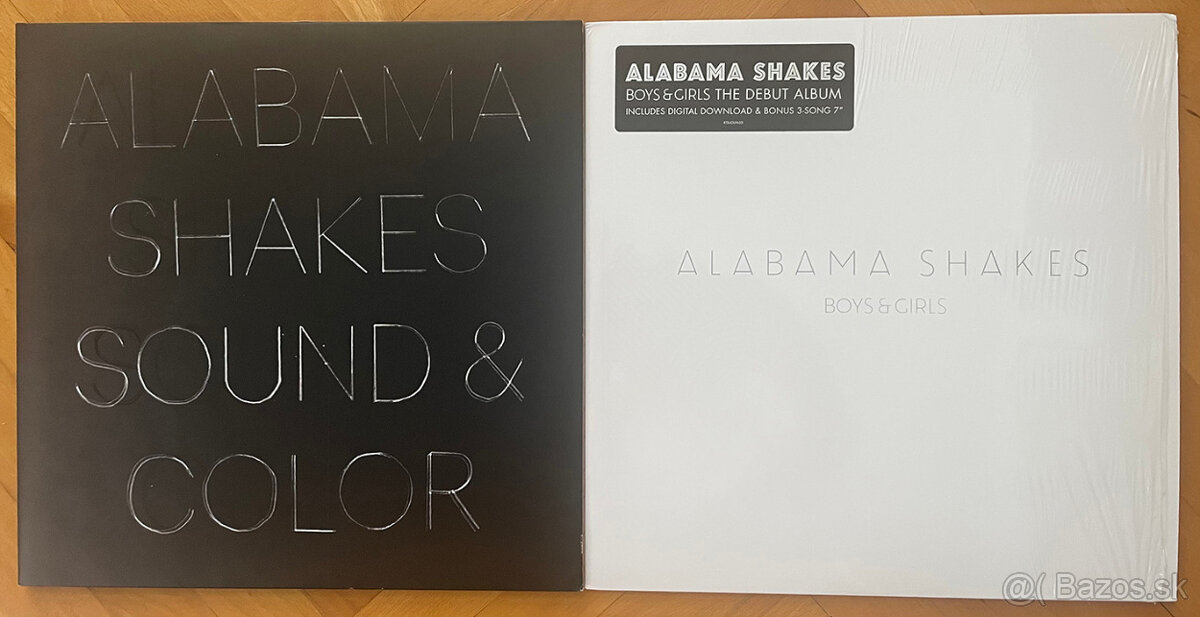 ALABAMA
SHAKES
SOUND &
COLOR
ALABAMA SHAKES
BOYS & GIRLS THE DEBUT ALBUM
INCLUDES DIGITAL DOWNLOAD & BONUS 3-SONG 7"
ALABAMA SHAKES
BOYS & GIRLS
@( Bazos.sk